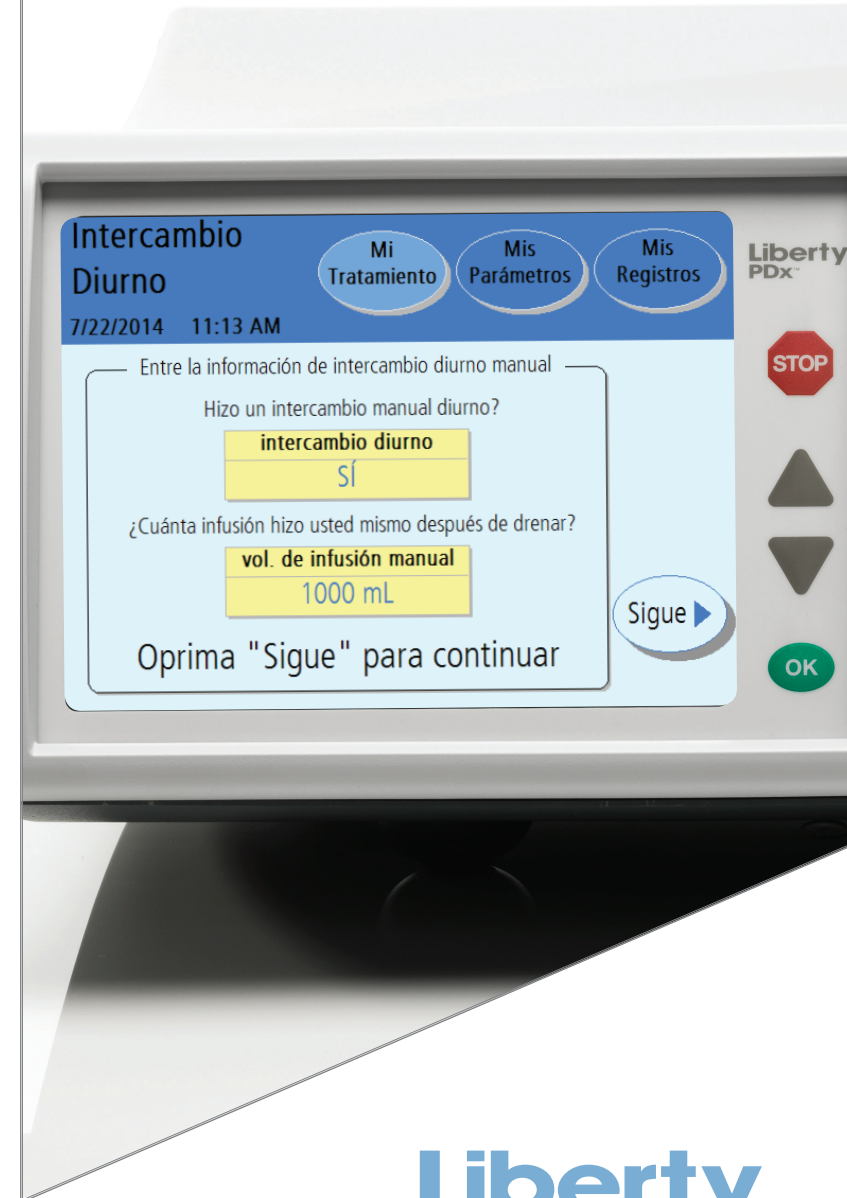 Intercambio
Diurno
7/22/2014 11:13 AM
Mi
Tratamiento
Mis
Parámetros
Mis
Registros
Liberty
PDx™
STOP
Entre la información de intercambio diurno manual
Hizo un intercambio manual diurno?
intercambio diurno
SÍ
¿Cuánta infusión hizo usted mismo después de drenar?
vol. de infusión manual
1000 mL
Sigue
Oprima "Sigue" para continuar
OK
Liberty